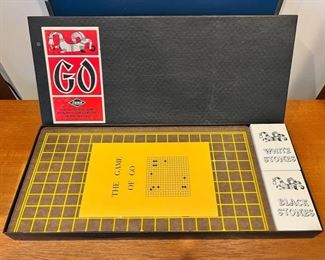 GO
THE GAME
OF GO
WHITE
STONES
BLACK
STONES